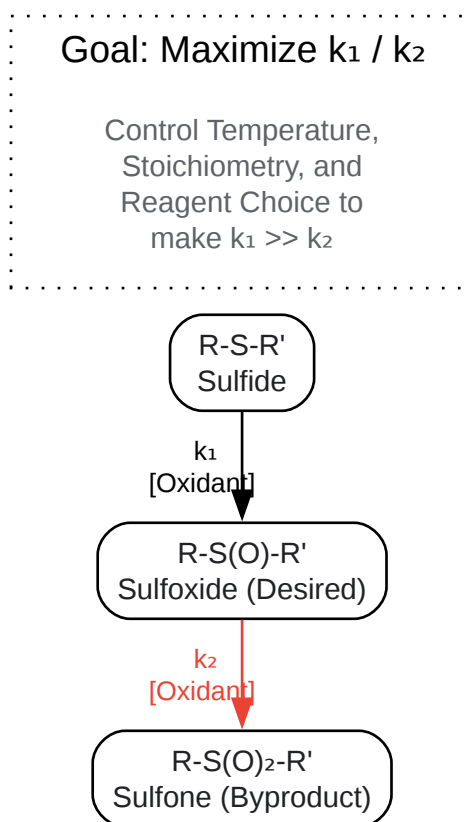 Goal: Maximize k₁ / k₂
Control Temperature,
Stoichiometry, and
Reagent Choice to
make k₁ >> k₂
R-S-R'
Sulfide
k₁
[Oxidant]
R-S(O)-R'
Sulfoxide (Desired)
k₂
[Oxidant]
R-S(O)₂-R'
Sulfone (Byproduct)